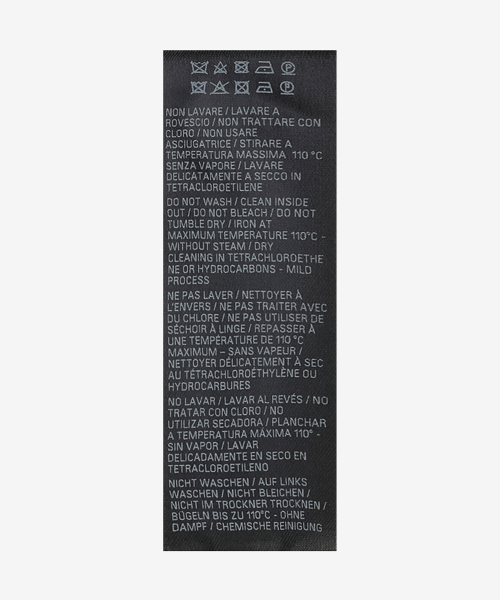 NON LAVARE / LAVARE A
ROVESCIO / NON TRATTARE CON
CLORO / NON USARE
ASCIUGATRICE / STIRARE A
TEMPERATURA MASSIMA 110 °C
SENZA VAPORE / LAVARE
DELICATAMENTE A SECCO IN
TETRACLOROETILENE
DO NOT WASH / CLEAN INSIDE
OUT / DO NOT BLEACH / DO NOT
TUMBLE DRY / IRON AT
MAXIMUM TEMPERATURE 110°C -
WITHOUT STEAM / DRY
CLEANING IN TETRACHLOROETHE
NE OR HYDROCARBONS - MILD
PROCESS
NE PAS LAVER / NETTOYER À
L'ENVERS / NE PAS TRAITER AVEC
DU CHLORE / NE PAS UTILISER DE
SÉCHOIR À LINGE / REPASSER À
UNE TEMPÉRATURE DE 110 °C
MAXIMUM – SANS VAPEUR /
NETTOYER DÉLICATEMENT À SEC
AU TÉTRACHLOROÉTHYLÈNE OU
HYDROCARBURES
NO LAVAR / LAVAR AL REVÉS / NO
TRATAR CON CLORO / NO
UTILIZAR SECADORA / PLANCHAR
A TEMPERATURA MÁXIMA 110° -
SIN VAPOR / LAVAR
DELICADAMENTE EN SECO EN
TETRACLOROETILENO
NICHT WASCHEN / AUF LINKS
WASCHEN / NICHT BLEICHEN /
NICHT IM TROCKNER TROCKNEN /
BÜGELN BIS ZU 110°C - OHNE
DAMPF / CHEMISCHE REINIGUNG